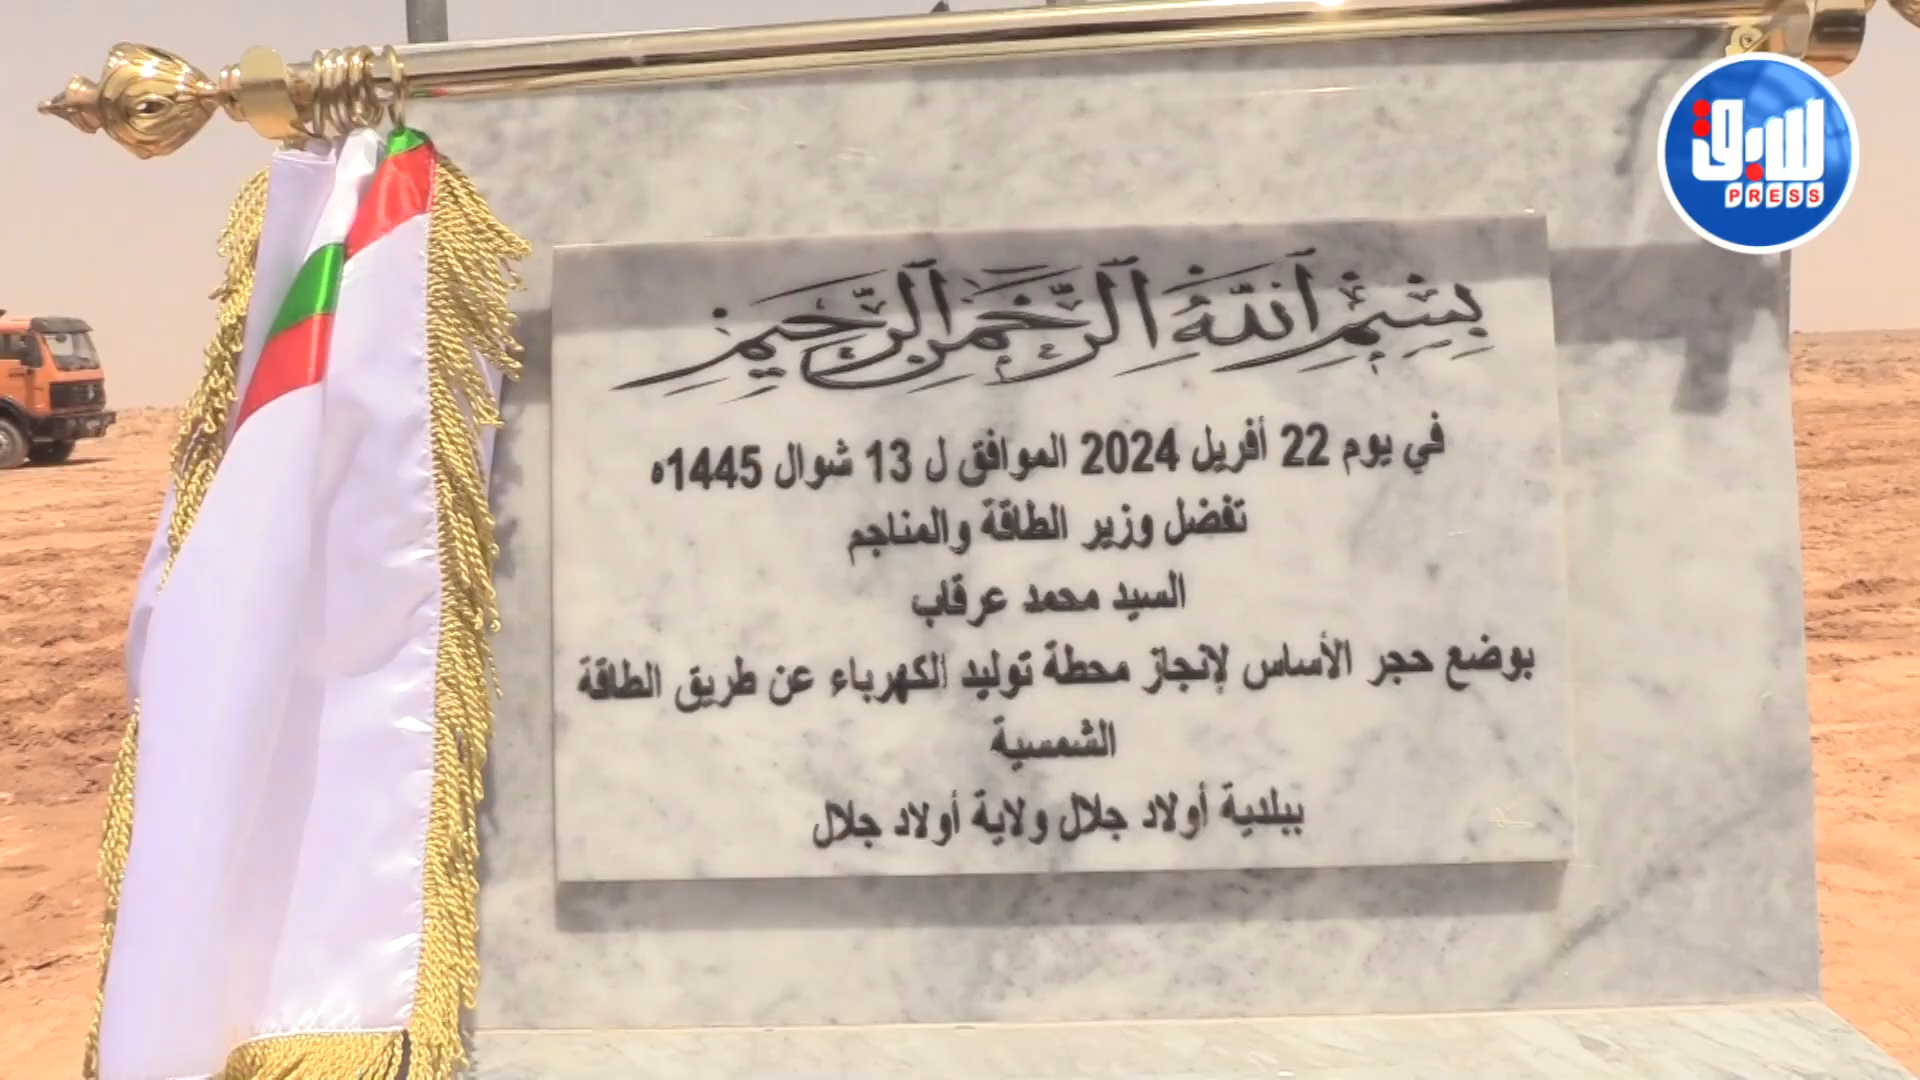 سبق
PRESS
بسم الله الرحمن الرحيم
في يوم 22 أفريل 2024 الموافق ل 13 شوال 1445ه
تفضل وزير الطاقة والمناجم
السيد محمد عرقاب
بوضع حجر الأساس لإنجاز محطة توليد الكهرباء عن طريق الطاقة
الشمسية
ببلدية أولاد جلال ولاية أولاد جلال